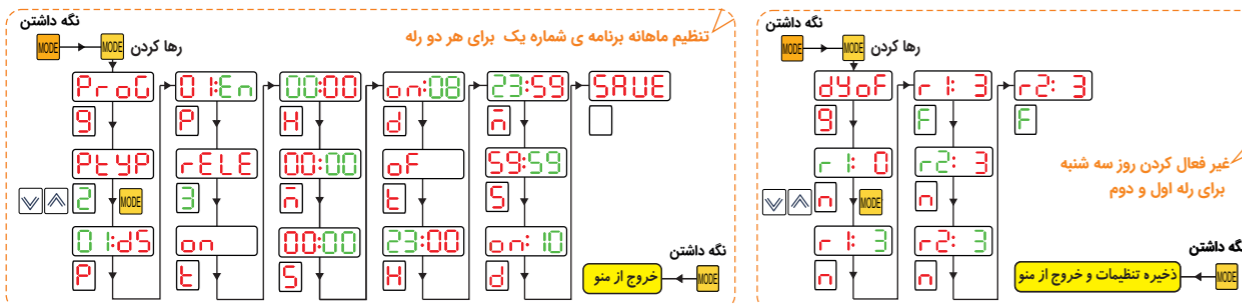 نگه داشتن
MODE
MODE
رها کردن
تنظیم ماهانه برنامه ی شماره یک برای هر دو رله
ProG
9
PtyP
2
MODE
01:dS
P
01:En
P
rELE
3
on
t
00:00
H
00:00
n̄
00:00
S
on:08
d
oF
t
23:00
H
23:59
n̄
59:59
S
on:10
d
SAUE
نگه داشتن
MODE
خروج از منو
نگه داشتن
MODE
MODE
رها کردن
dyoF
9
r1:0
n
MODE
r1:3
n
r1:3
F
r2:3
n
r2:3
n
r2:3
F
غیر فعال کردن روز سه شنبه
برای رله اول و دوم
نگه داشتن
MODE
ذخیره تنظیمات و خروج از منو